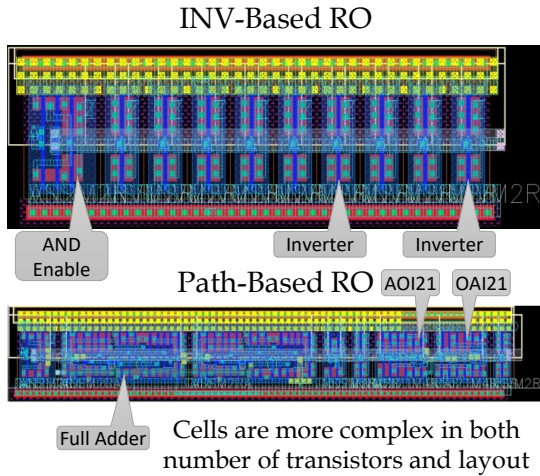 INV-Based RO
AND
Enable
Inverter
Inverter
Path-Based RO
AOI21
OAI21
Full Adder
Cells are more complex in both
number of transistors and layout